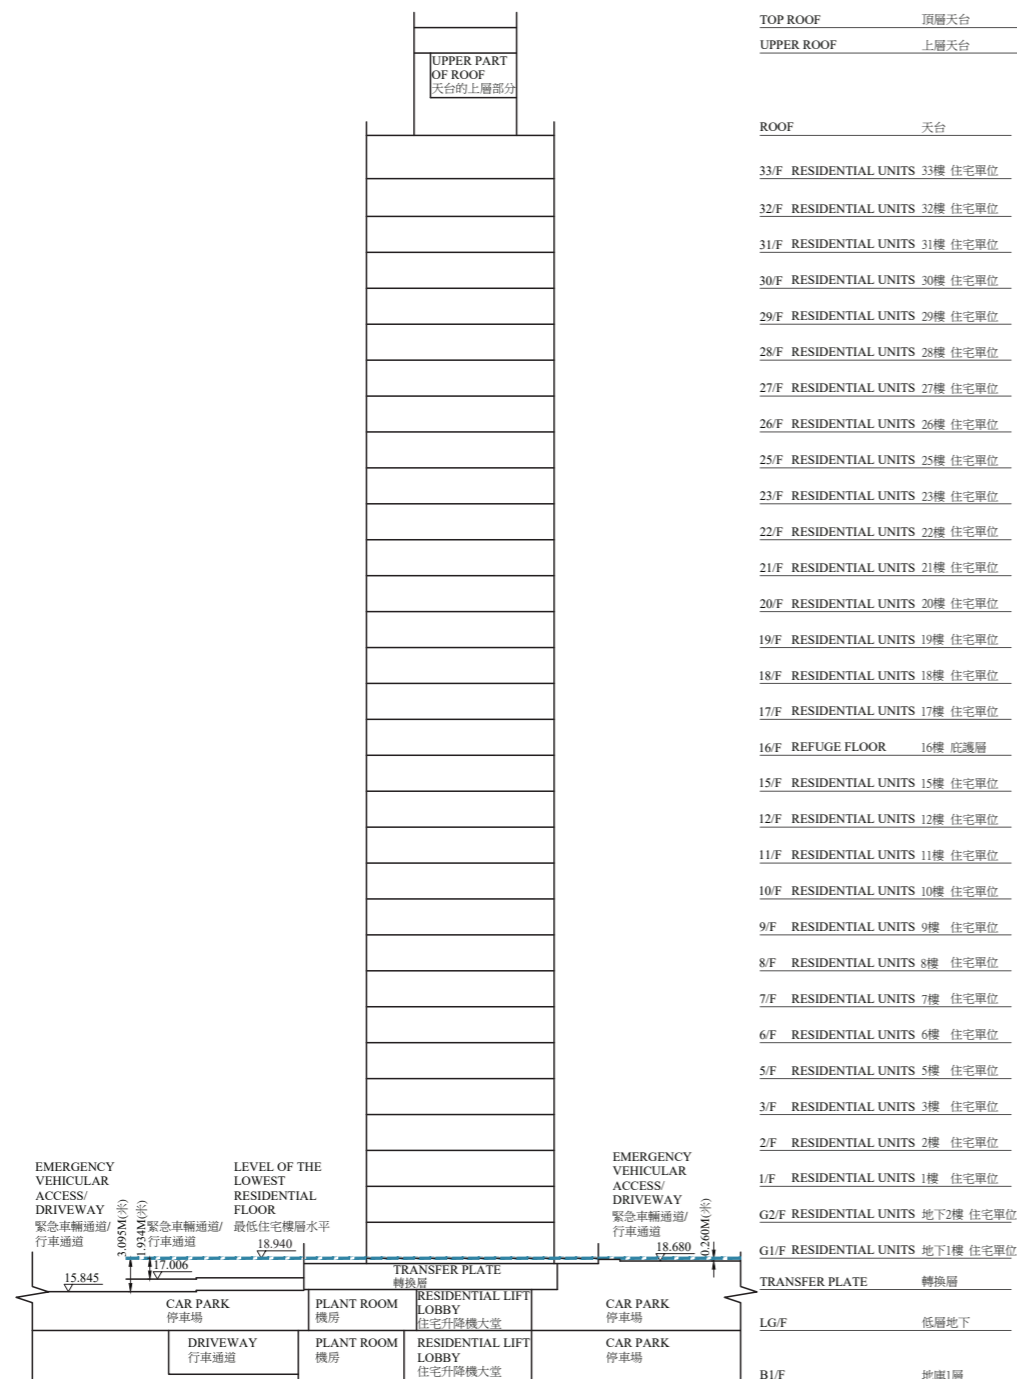 TOP ROOF 頂層天台
UPPER ROOF 上層天台
UPPER PART
OF ROOF
天台的上層部分
ROOF 天台
33/F RESIDENTIAL UNITS 33樓 住宅單位
32/F RESIDENTIAL UNITS 32樓 住宅單位
31/F RESIDENTIAL UNITS 31樓 住宅單位
30/F RESIDENTIAL UNITS 30樓 住宅單位
29/F RESIDENTIAL UNITS 29樓 住宅單位
28/F RESIDENTIAL UNITS 28樓 住宅單位
27/F RESIDENTIAL UNITS 27樓 住宅單位
26/F RESIDENTIAL UNITS 26樓 住宅單位
25/F RESIDENTIAL UNITS 25樓 住宅單位
23/F RESIDENTIAL UNITS 23樓 住宅單位
22/F RESIDENTIAL UNITS 22樓 住宅單位
21/F RESIDENTIAL UNITS 21樓 住宅單位
20/F RESIDENTIAL UNITS 20樓 住宅單位
19/F RESIDENTIAL UNITS 19樓 住宅單位
18/F RESIDENTIAL UNITS 18樓 住宅單位
17/F RESIDENTIAL UNITS 17樓 住宅單位
16/F REFUGE FLOOR 16樓 庇護層
15/F RESIDENTIAL UNITS 15樓 住宅單位
12/F RESIDENTIAL UNITS 12樓 住宅單位
11/F RESIDENTIAL UNITS 11樓 住宅單位
10/F RESIDENTIAL UNITS 10樓 住宅單位
9/F RESIDENTIAL UNITS 9樓 住宅單位
8/F RESIDENTIAL UNITS 8樓 住宅單位
7/F RESIDENTIAL UNITS 7樓 住宅單位
6/F RESIDENTIAL UNITS 6樓 住宅單位
5/F RESIDENTIAL UNITS 5樓 住宅單位
3/F RESIDENTIAL UNITS 3樓 住宅單位
2/F RESIDENTIAL UNITS 2樓 住宅單位
1/F RESIDENTIAL UNITS 1樓 住宅單位
G2/F RESIDENTIAL UNITS 地下2樓 住宅單位
G1/F RESIDENTIAL UNITS 地下1樓 住宅單位
TRANSFER PLATE 轉換層
LG/F 低層地下
B1/F 地庫1層
EMERGENCY
VEHICULAR
ACCESS/
DRIVEWAY
緊急車輛通道/
行車通道
3.095M(米)
1.934M(米)
緊急車輛通道/
行車通道
LEVEL OF THE
LOWEST
RESIDENTIAL
FLOOR
最低住宅樓層水平
18.940
17.006
15.845
EMERGENCY
VEHICULAR
ACCESS/
DRIVEWAY
緊急車輛通道/
行車通道
18.680
0.260M(米)
TRANSFER PLATE
轉換層
CAR PARK
停車場
PLANT ROOM
機房
RESIDENTIAL LIFT
LOBBY
住宅升降機大堂
CAR PARK
停車場
DRIVEWAY
行車通道
PLANT ROOM
機房
RESIDENTIAL LIFT
LOBBY
住宅升降機大堂
CAR PARK
停車場